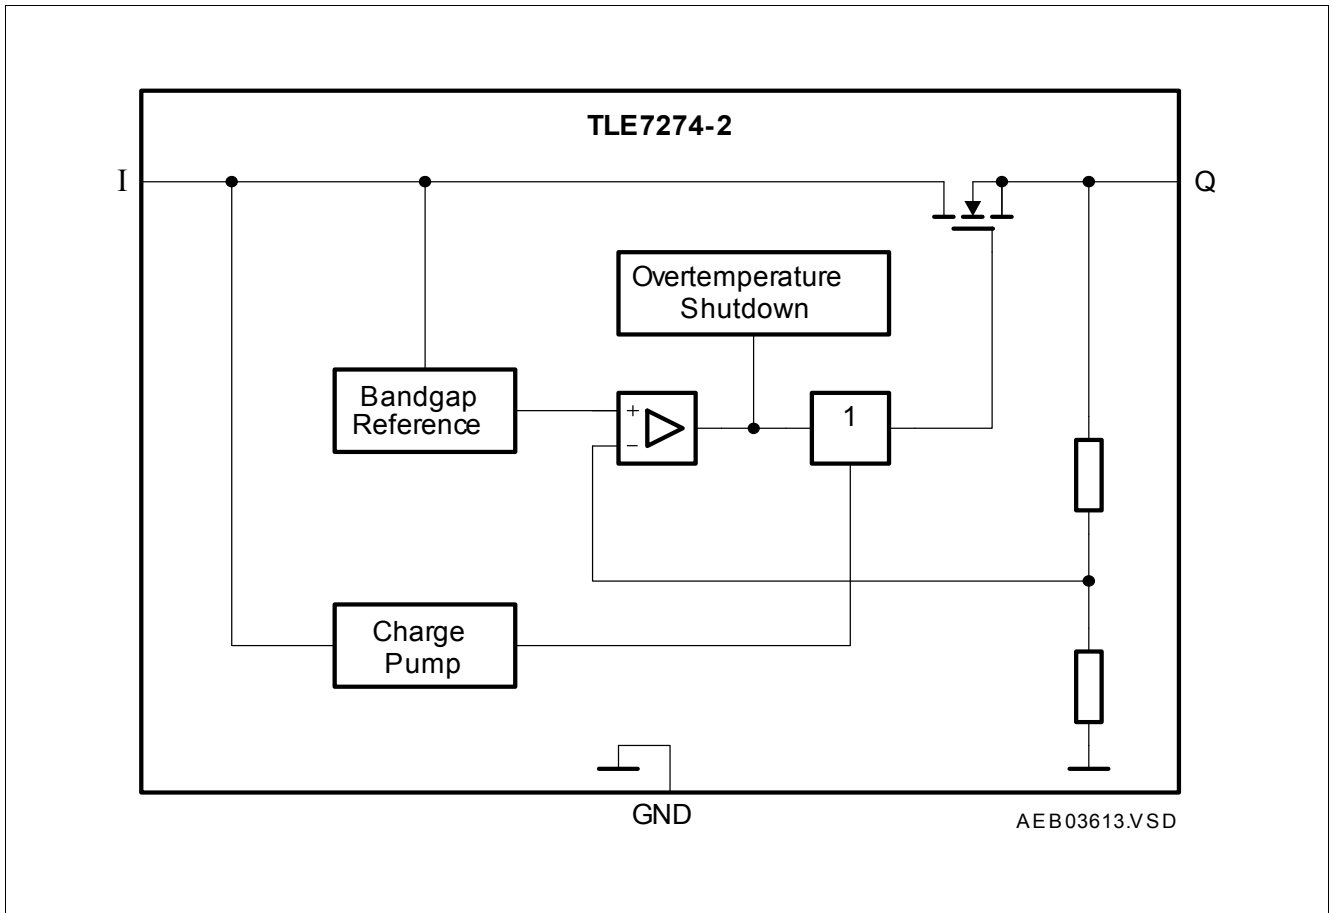 TLE7274-2
I
Q
Overtemperature
Shutdown
Bandgap
Reference
+
−
1
Charge
Pump
GND
AEB03613.VSD